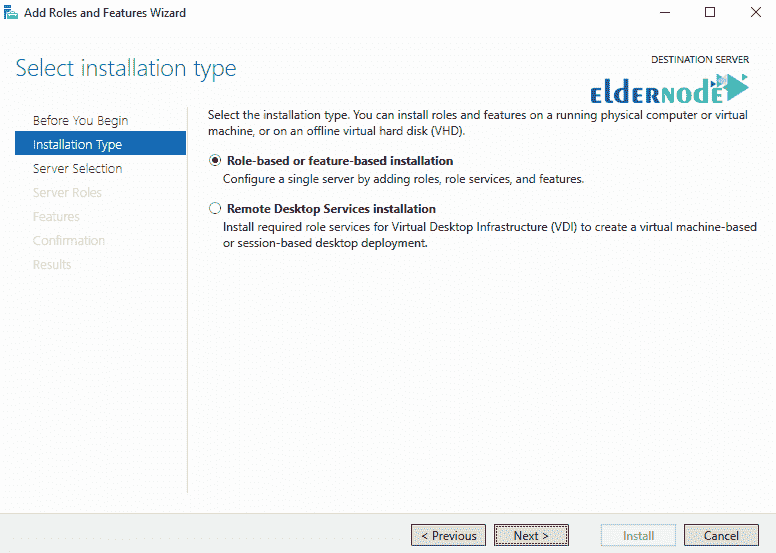 Add Roles and Features Wizard
Select installation type
DESTINATION SERVER
eldernode
Before You Begin
Installation Type
Server Selection
Server Roles
Features
Confirmation
Results
Select the installation type. You can install roles and features on a running physical computer or virtual
machine, or on an offline virtual hard disk (VHD).
Role-based or feature-based installation
Configure a single server by adding roles, role services, and features.
Remote Desktop Services installation
Install required role services for Virtual Desktop Infrastructure (VDI) to create a virtual machine-based
or session-based desktop deployment.
< Previous
Next >
Install
Cancel